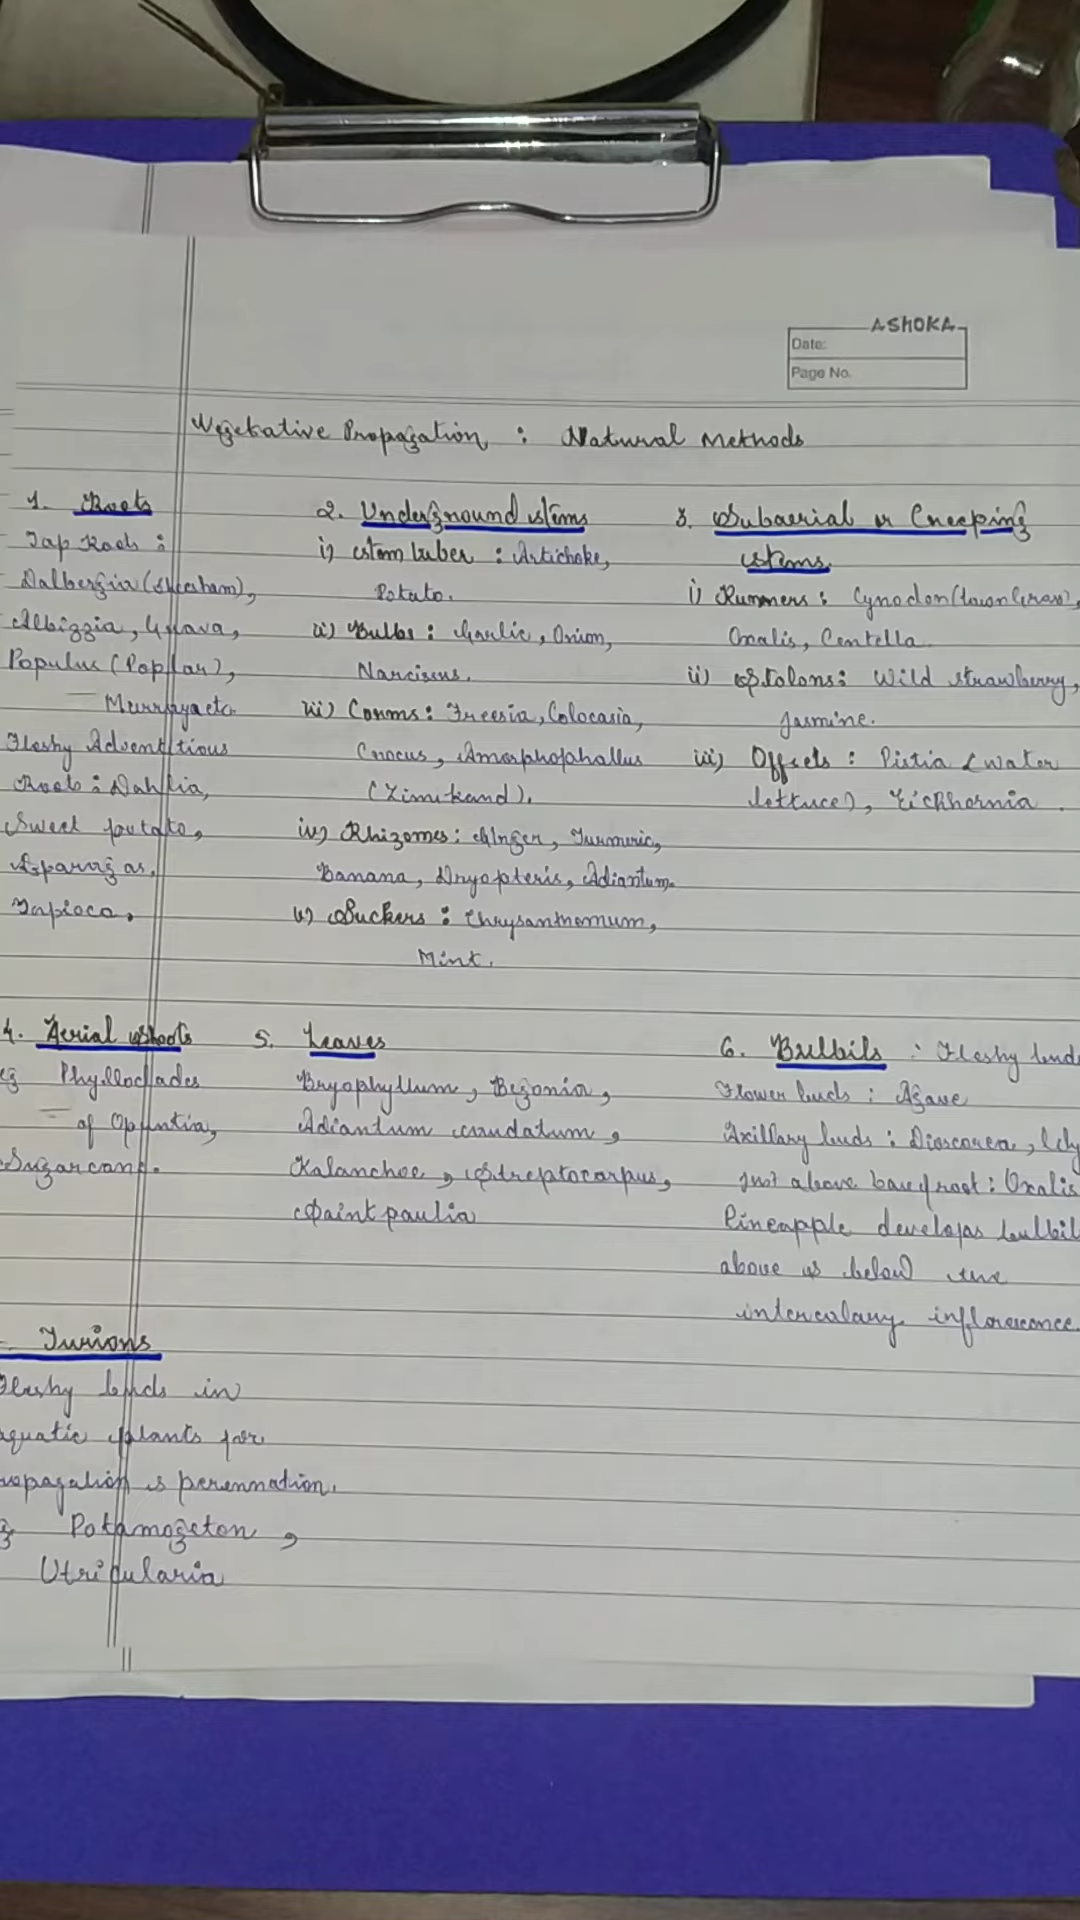 ASHOKA
Date:
Page No.
Vegetative Propagation : Natural Methods
1. Roots
Tap Roots :
Dalbergia (Sheesham),
Albizzia, Guava,
Populus (Poplar),
Murraya etc.
Fleshy Adventitious
Roots : Dahlia,
Sweet potato,
Asparagas,
Tapioca.
2. Underground stems
i) stem tuber : Artichoke,
Potato.
ii) Bulbs : Garlic, Onion,
Narcissus.
iii) Corms : Freesia, Colocasia,
Crocus, Amorphophallus
(Zimikand).
iv) Rhizomes : Ginger, Turmeric,
Banana, Dryopteris, Adiantum.
v) Suckers : Chrysanthemum,
Mint.
3. Subaerial or Creeping
stems
i) Runners : Cynodon (lawn Grass),
Oxalis, Centella.
ii) Stolons : Wild strawberry,
Jasmine.
iii) Offsets : Pistia (water
lettuce), Eichhornia.
4. Aerial shoots
eg Phylloclades
of Opuntia,
Sugarcane.
5. Leaves
Bryophyllum, Begonia,
Adiantum caudatum,
Kalanchoe, Streptocarpus,
Saintpaulia
6. Bulbils : Fleshy buds
Flower buds : Agave
Axillary buds : Dioscorea,
Just above base of root : Oxalis
Pineapple develops bulbil
above & below the
intercalary inflorescence.
Turions
Fleshy buds in
aquatic plants for
propagation & perennation.
Potamogeton,
Utricularia